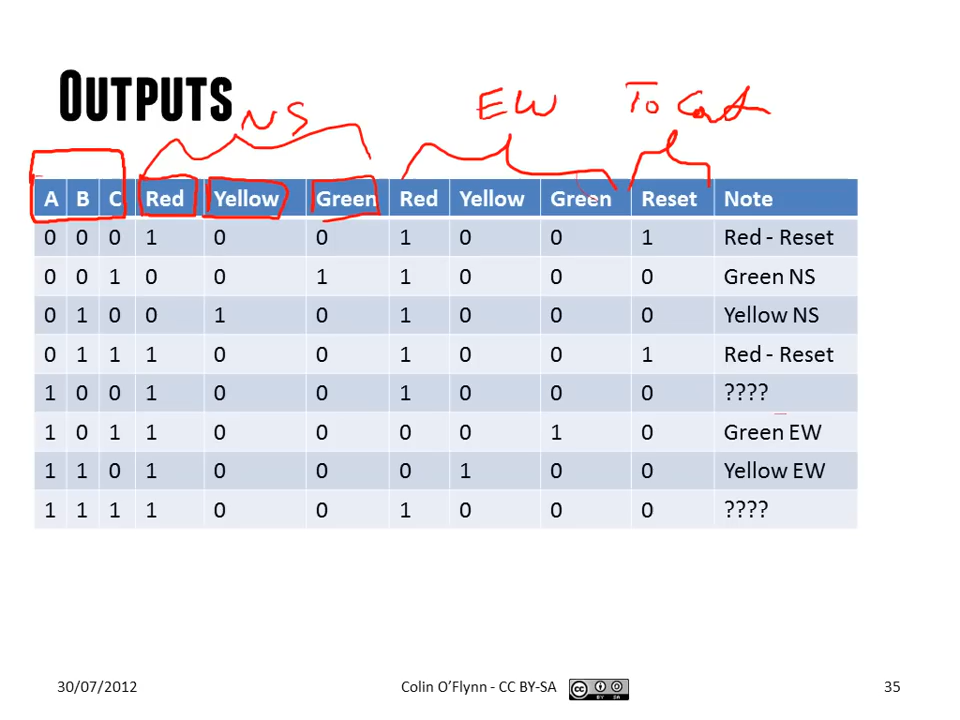 OUTPUTS
NS EW To
A B C Red Yellow Green Red Yellow Green Reset Note
0 0 0 1 0 0 1 0 0 1 Red - Reset
0 0 1 0 0 1 1 0 0 0 Green NS
0 1 0 0 1 0 1 0 0 0 Yellow NS
0 1 1 1 0 0 1 0 0 1 Red - Reset
1 0 0 1 0 0 1 0 0 0 ????
1 0 1 1 0 0 0 0 1 0 Green EW
1 1 0 1 0 0 0 1 0 0 Yellow EW
1 1 1 1 0 0 1 0 0 0 ????
30/07/2012 Colin O'Flynn - CC BY-SA cc BY SA 35